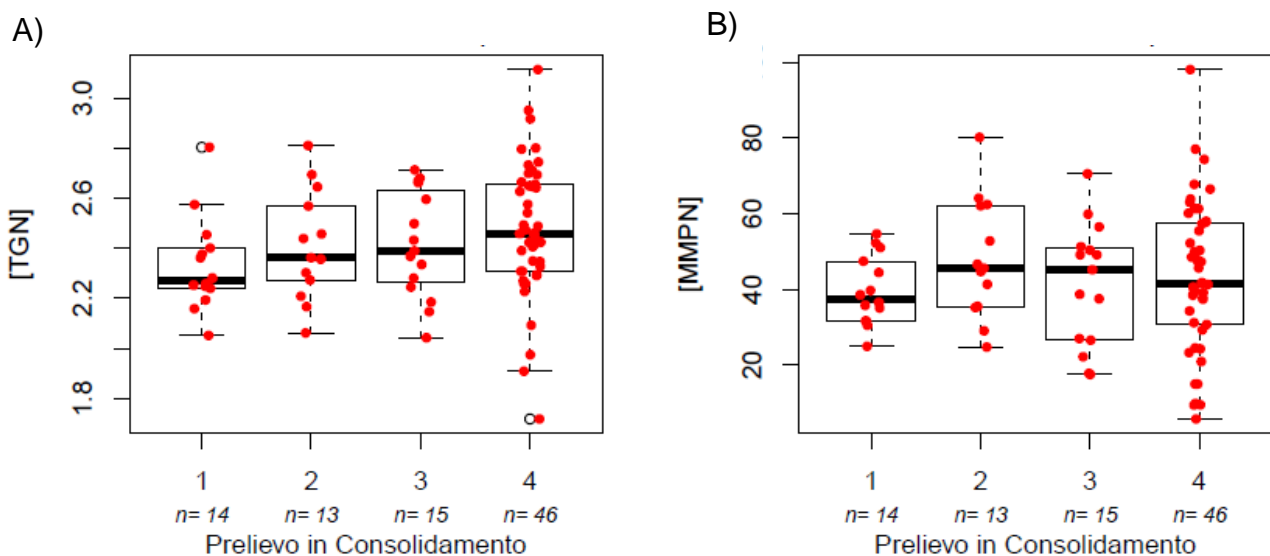 A)
[TGN]
3.0
2.6
2.2
1.8
1 2 3 4
n= 14 n= 13 n= 15 n= 46
Prelievo in Consolidamento
B)
[MMPN]
80
60
40
20
1 2 3 4
n= 14 n= 13 n= 15 n= 46
Prelievo in Consolidamento